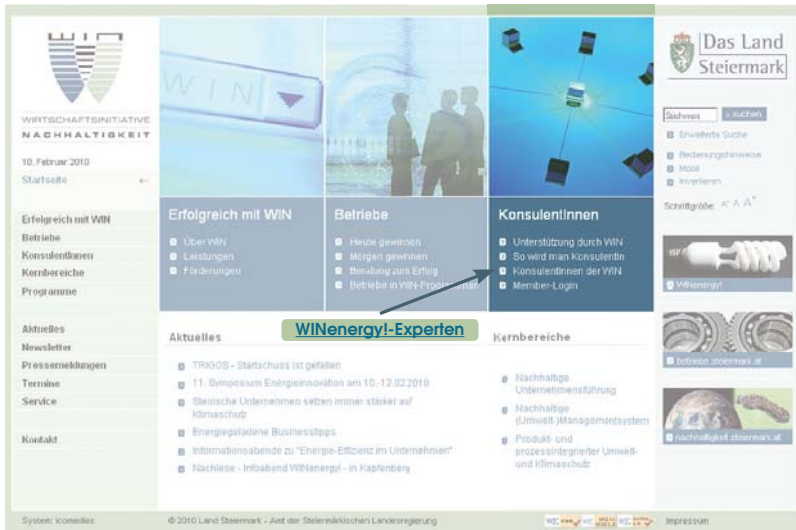 WIN
WIRTSCHAFTSINITIATIVE
NACHHALTIGKEIT
10. Februar 2010
Startseite
Erfolgreich mit WIN
Betriebe
KonsulentInnen
Kernbereiche
Programme
Aktuelles
Newsletter
Pressemeldungen
Termine
Service
Kontakt
WIN
Erfolgreich mit WIN
Über WIN
Leistungen
Förderungen
Betriebe
Heute gewinnen
Morgen gewinnen
Beratung zum Erfolg
Betriebe in WIN-Programmen
KonsulentInnen
Unterstützung durch WIN
So wird man KonsulentIn
KonsulentInnen der WIN
Member-Login
WINenergy!-Experten
Aktuelles
TRIGOS - Startschuss ist gefallen
11. Symposium Energieinnovation am 10.-12.02.2010
Steirische Unternehmen setzen immer stärker auf
Klimaschutz
Energiegeladene Businesstipps
Informationsabende zu "Energie-Effizienz im Unternehmen"
Nachlese - Infoabend WINenergy! - in Kapfenberg
Kernbereiche
Nachhaltige
Unternehmensführung
Nachhaltige
(Umwelt-)Managementsystem
Produkt- und
prozessintegrierter Umwelt-
und Klimaschutz
Das Land
Steiermark
Stichwort
» suchen
Erweiterte Suche
Bedienungshinweise
Mobil
Invertieren
Schriftgröße: A- A A+
WINenergy!
betriebe.steiermark.at
nachhaltigkeit.steiermark.at
System: icomedias
© 2010 Land Steiermark - Amt der Steiermärkischen Landesregierung
Impressum